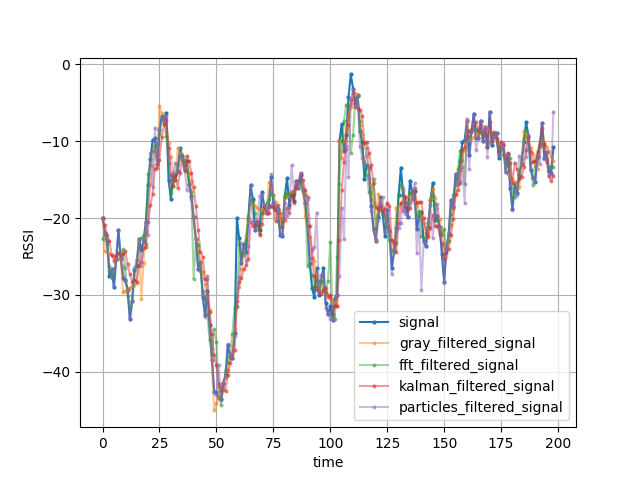 0
−10
−20
−30
−40
RSSI
signal
gray_filtered_signal
fft_filtered_signal
kalman_filtered_signal
particles_filtered_signal
0 25 50 75 100 125 150 175 200
time